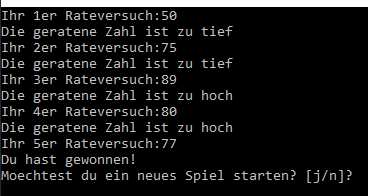 Ihr 1er Rateversuch:50
Die geratene Zahl ist zu tief
Ihr 2er Rateversuch:75
Die geratene Zahl ist zu tief
Ihr 3er Rateversuch:89
Die geratene Zahl ist zu hoch
Ihr 4er Rateversuch:80
Die geratene Zahl ist zu hoch
Ihr 5er Rateversuch:77
Du hast gewonnen!
Moechtest du ein neues Spiel starten? [j/n]?